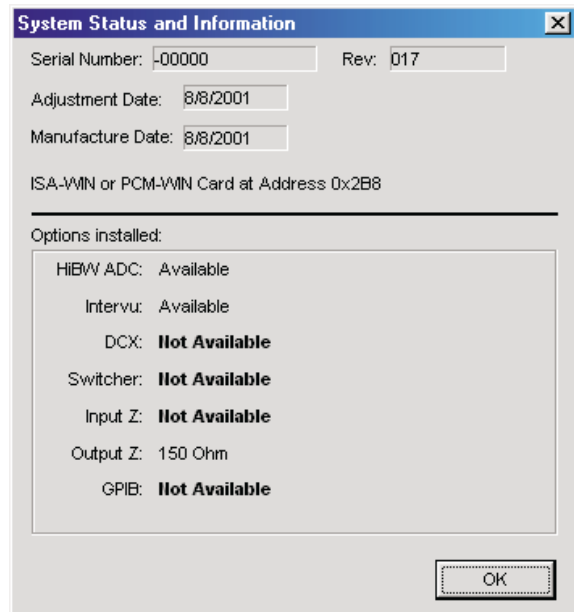 System Status and Information
Serial Number: -00000 Rev: 017
Adjustment Date: 8/8/2001
Manufacture Date: 8/8/2001
ISA-WIN or PCM-WIN Card at Address 0x2B8
Options installed:
HiBW ADC: Available
Intervu: Available
DCX: Not Available
Switcher: Not Available
Input Z: Not Available
Output Z: 150 Ohm
GPIB: Not Available
OK